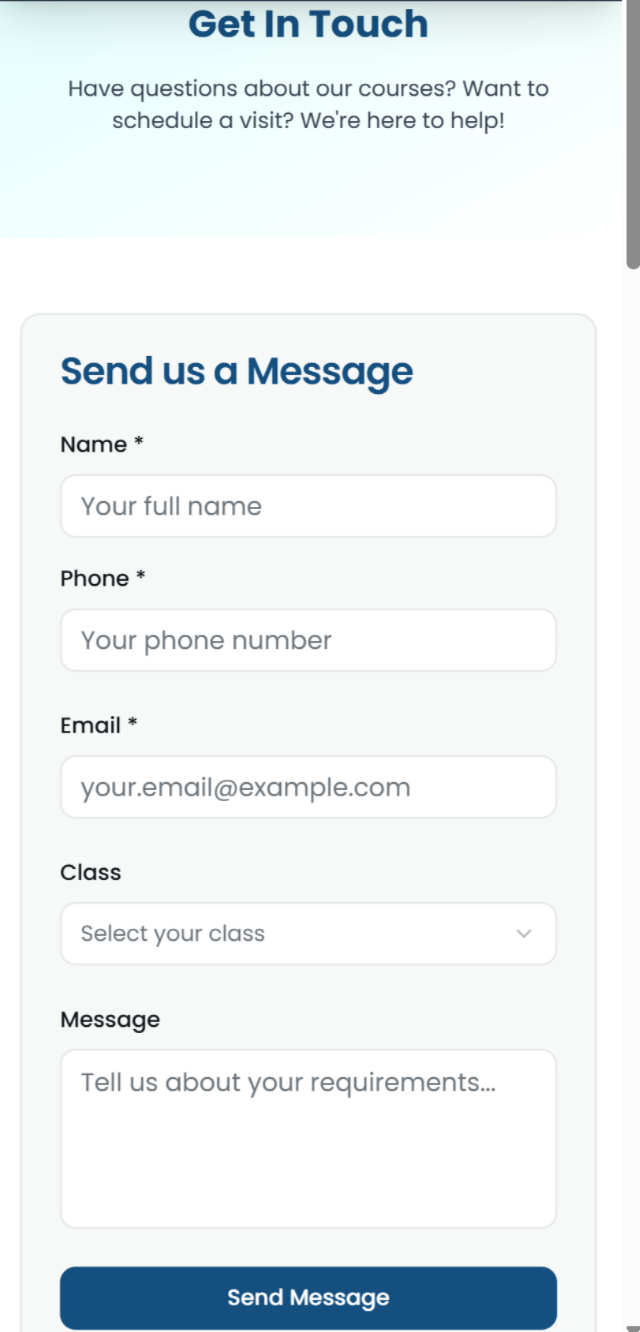 Get In Touch
Have questions about our courses? Want to
schedule a visit? We're here to help!
Send us a Message
Name *
Your full name
Phone *
Your phone number
Email *
your.email@example.com
Class
Select your class
Message
Tell us about your requirements...
Send Message